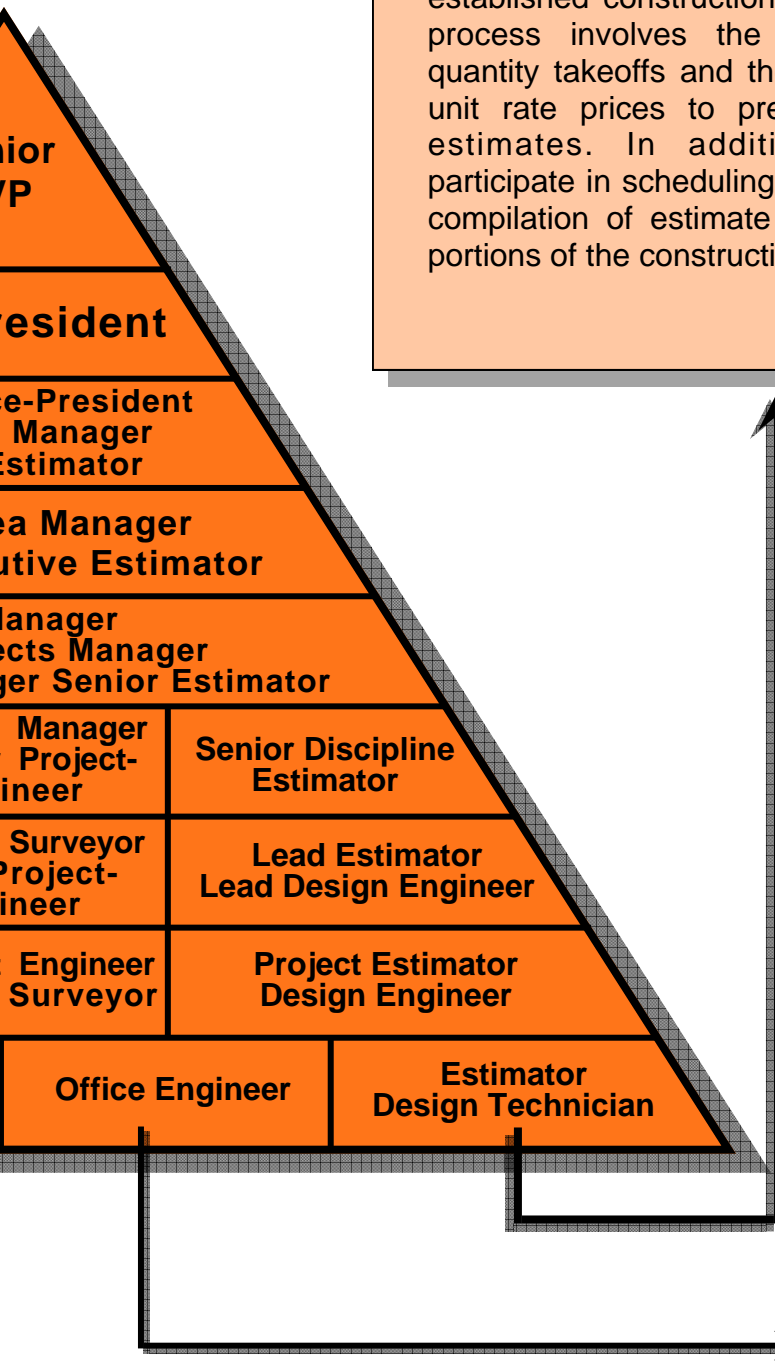 established construction
process involves the
quantity takeoffs and th
unit rate prices to pre
estimates. In additi
participate in scheduling
compilation of estimate
portions of the constructi
nior
VP
resident
ce-President
Manager
Estimator
ea Manager
utive Estimator
Manager
ects Manager
ger Senior Estimator
Manager
Project-
ineer
Senior Discipline
Estimator
Surveyor
Project-
ineer
Lead Estimator
Lead Design Engineer
t Engineer
Surveyor
Project Estimator
Design Engineer
Office Engineer
Estimator
Design Technician